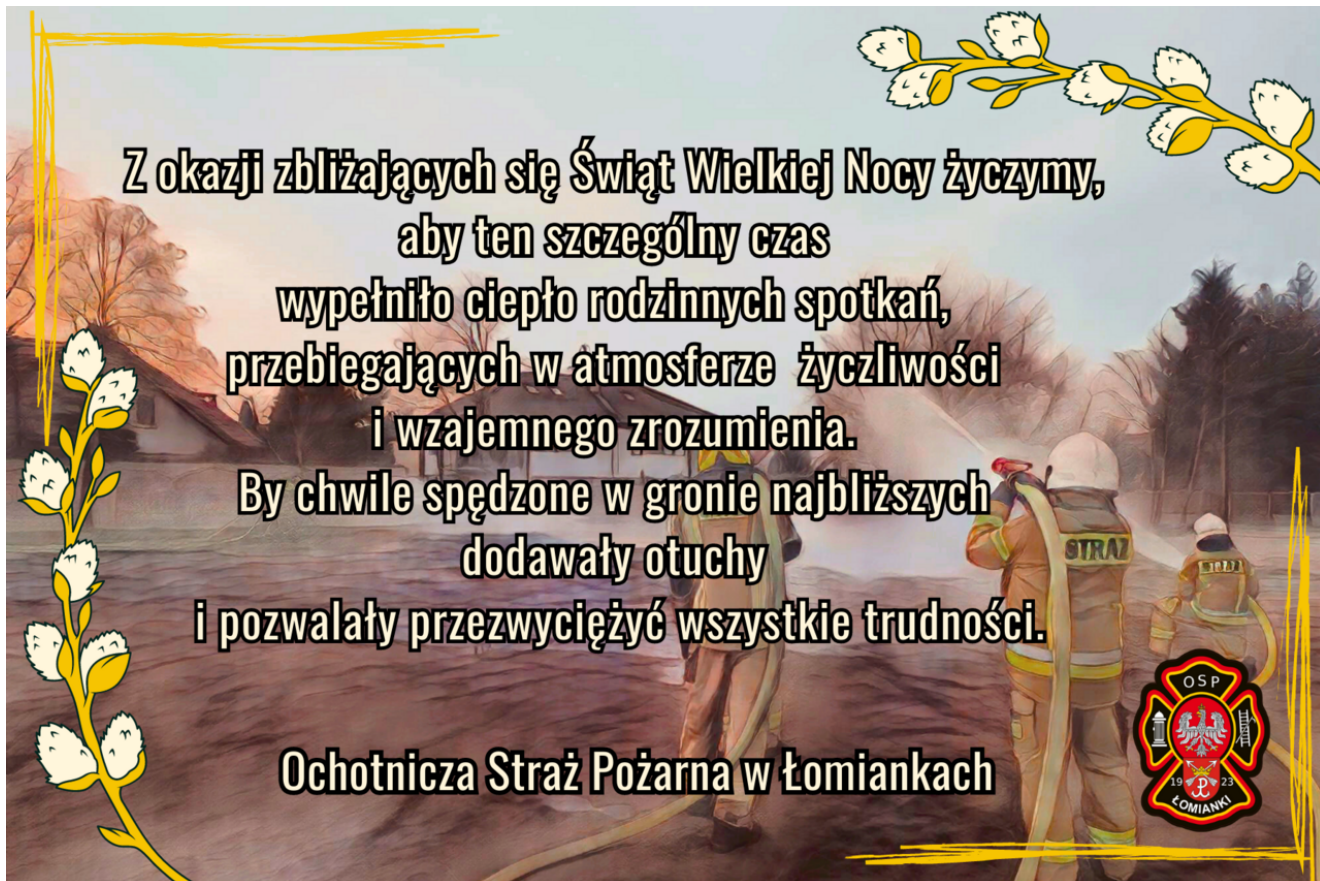 Z okazji zbliżających się Świąt Wielkiej Nocy życzymy,
aby ten szczególny czas
wypełniło ciepło rodzinnych spotkań,
przebiegających w atmosferze życzliwości
i wzajemnego zrozumienia.
By chwile spędzone w gronie najbliższych
dodawały otuchy
i pozwalały przezwyciężyć wszystkie trudności.
Ochotnicza Straż Pożarna w Łomiankach
STRAŻ
STRAŻ
OSP
19 23
ŁOMIANKI